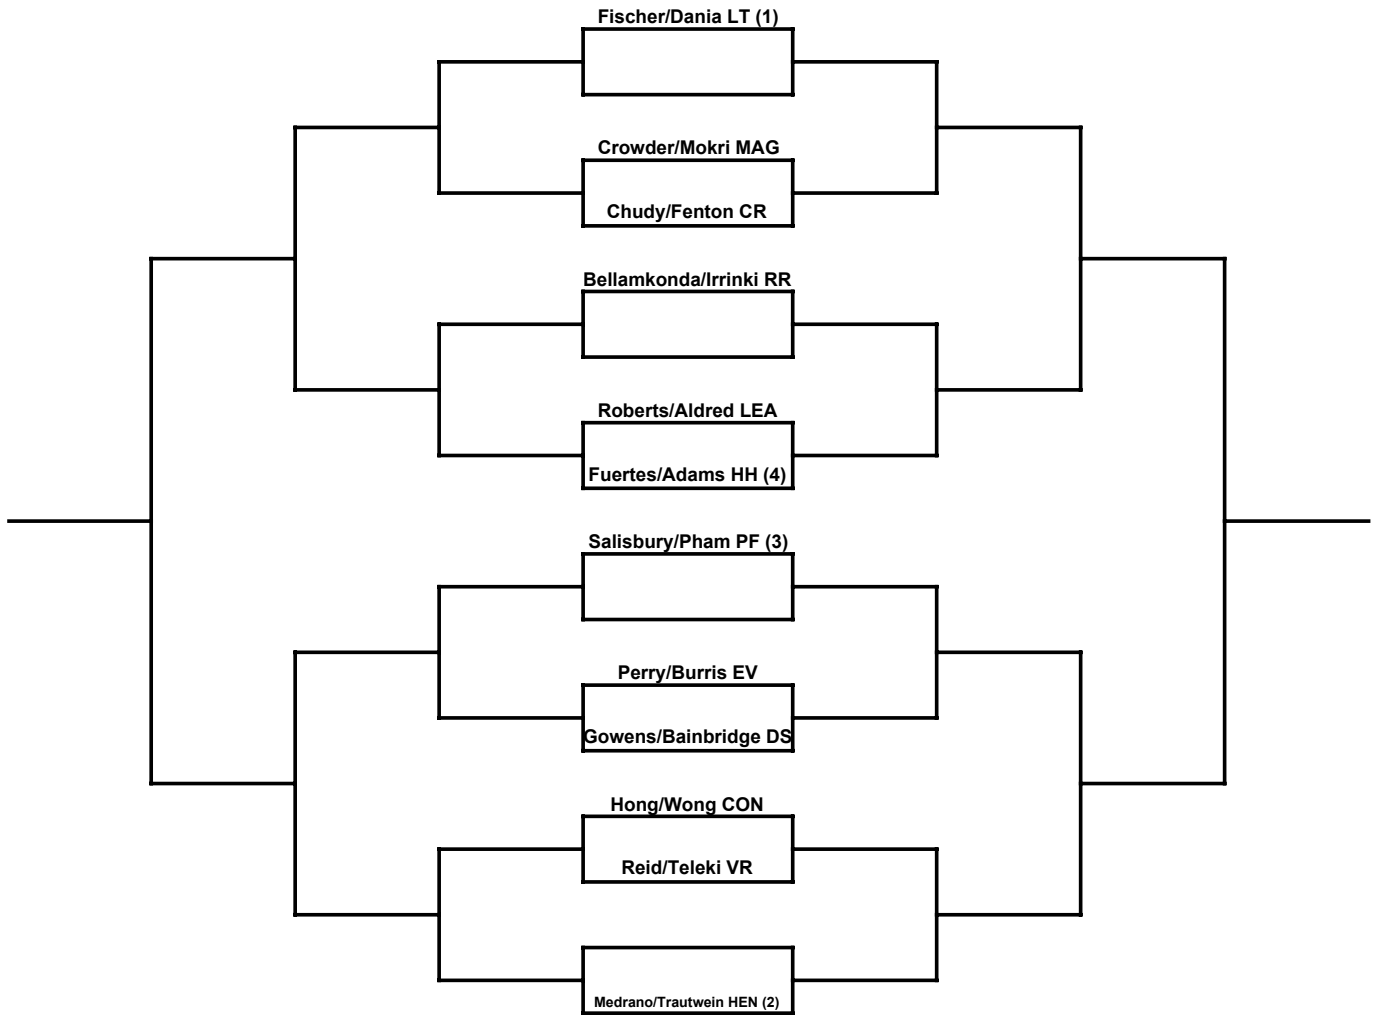 Fischer/Dania LT (1)
Crowder/Mokri MAG
Chudy/Fenton CR
Bellamkonda/Irrinki RR
Roberts/Aldred LEA
Fuertes/Adams HH (4)
Salisbury/Pham PF (3)
Perry/Burris EV
Gowens/Bainbridge DS
Hong/Wong CON
Reid/Teleki VR
Medrano/Trautwein HEN (2)